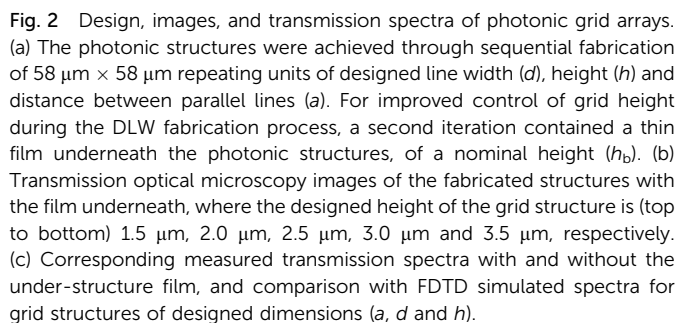 Fig. 2 Design, images, and transmission spectra of photonic grid arrays.
(a) The photonic structures were achieved through sequential fabrication
of 58 μm × 58 μm repeating units of designed line width (d), height (h) and
distance between parallel lines (a). For improved control of grid height
during the DLW fabrication process, a second iteration contained a thin
film underneath the photonic structures, of a nominal height (hb). (b)
Transmission optical microscopy images of the fabricated structures with
the film underneath, where the designed height of the grid structure is (top
to bottom) 1.5 μm, 2.0 μm, 2.5 μm, 3.0 μm and 3.5 μm, respectively.
(c) Corresponding measured transmission spectra with and without the
under-structure film, and comparison with FDTD simulated spectra for
grid structures of designed dimensions (a, d and h).